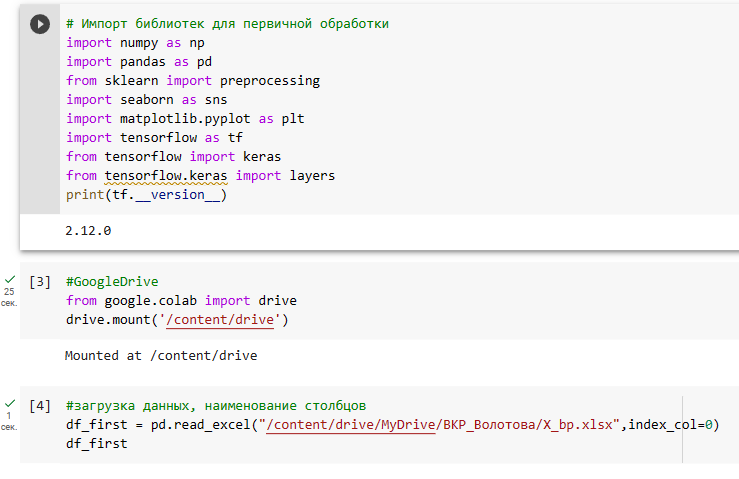 # Импорт библиотек для первичной обработки
import numpy as np
import pandas as pd
from sklearn import preprocessing
import seaborn as sns
import matplotlib.pyplot as plt
import tensorflow as tf
from tensorflow import keras
from tensorflow.keras import layers
print(tf.__version__)
2.12.0
[3]
25
сек.
#GoogleDrive
from google.colab import drive
drive.mount('/content/drive')
Mounted at /content/drive
[4]
1
сек.
#загрузка данных, наименование столбцов
df_first = pd.read_excel("/content/drive/MyDrive/ВКР_Волотова/X_bp.xlsx",index_col=0)
df_first